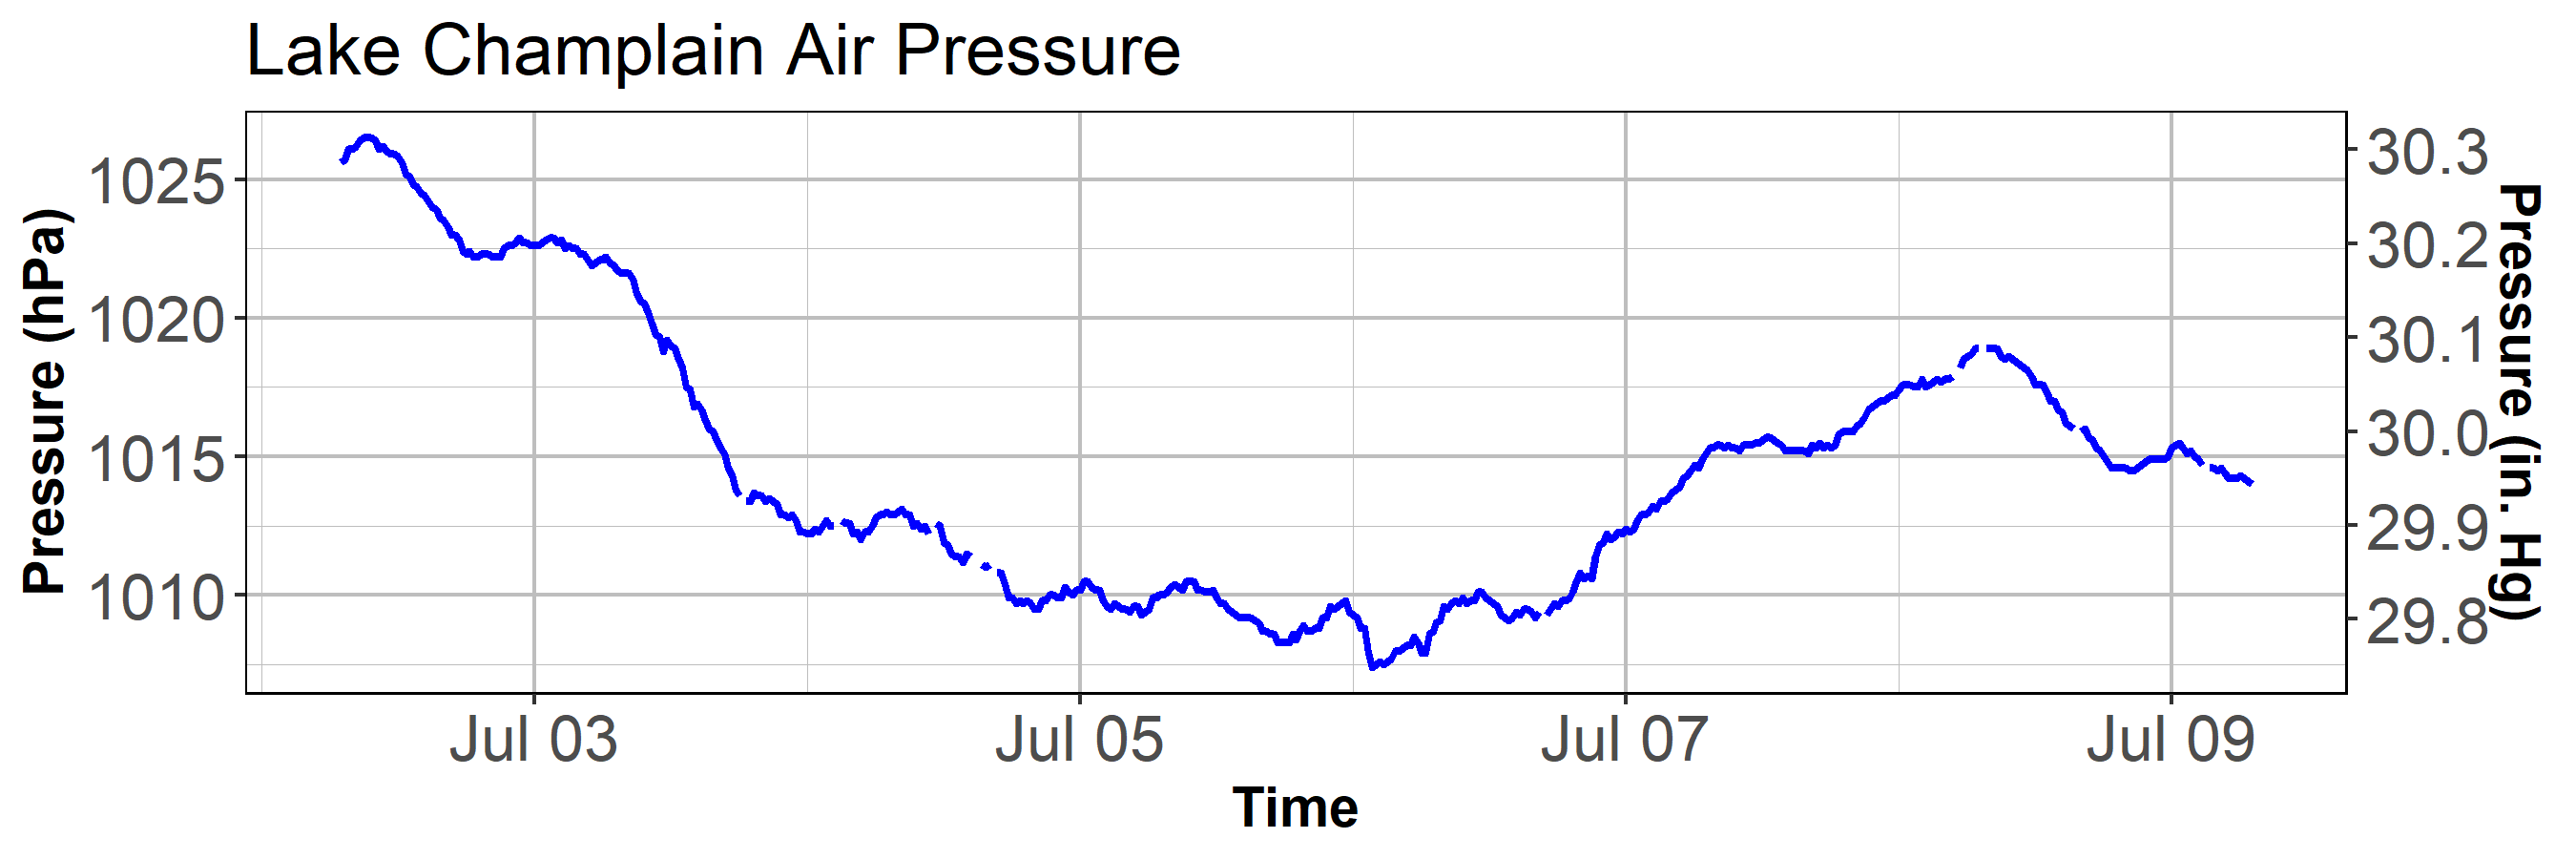 Lake Champlain Air Pressure
Pressure (hPa)
1025
1020
1015
1010
30.3
30.2
30.1
30.0
29.9
29.8
Pressure (in. Hg)
Jul 03
Jul 05
Jul 07
Jul 09
Time